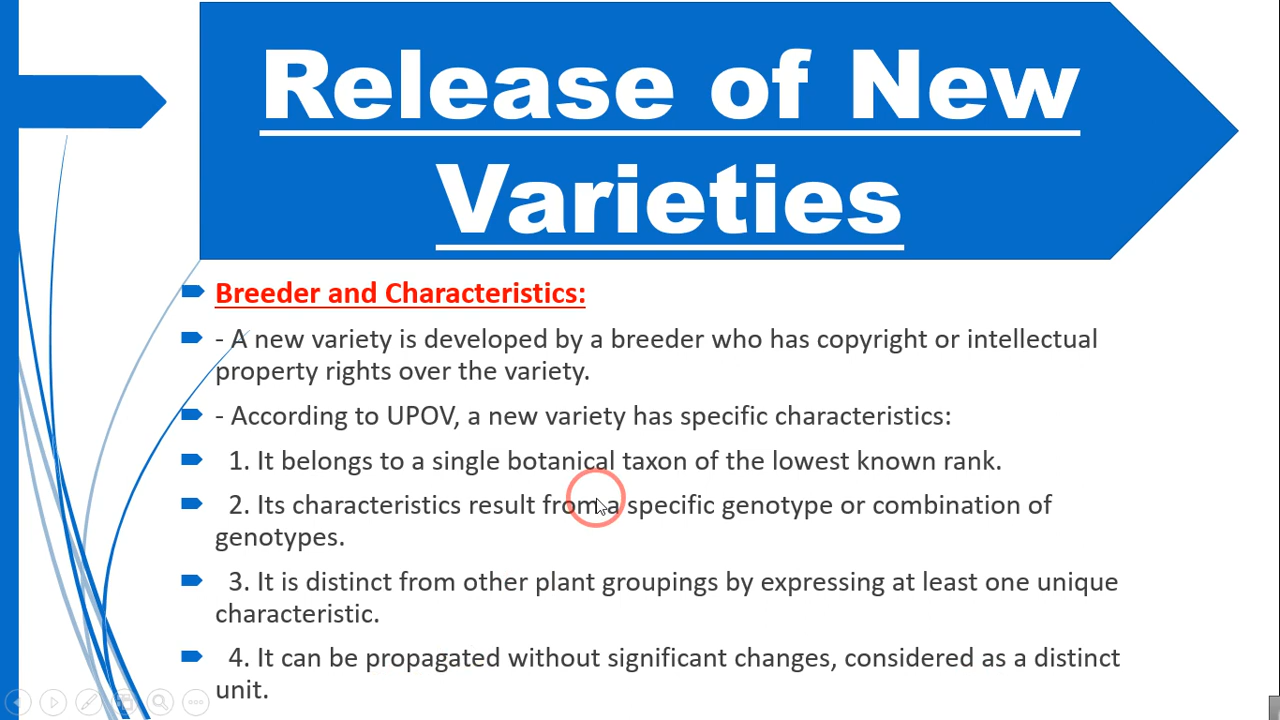 Release of New
Varieties
Breeder and Characteristics:
- A new variety is developed by a breeder who has copyright or intellectual
property rights over the variety.
- According to UPOV, a new variety has specific characteristics:
1. It belongs to a single botanical taxon of the lowest known rank.
2. Its characteristics result from a specific genotype or combination of
genotypes.
3. It is distinct from other plant groupings by expressing at least one unique
characteristic.
4. It can be propagated without significant changes, considered as a distinct
unit.